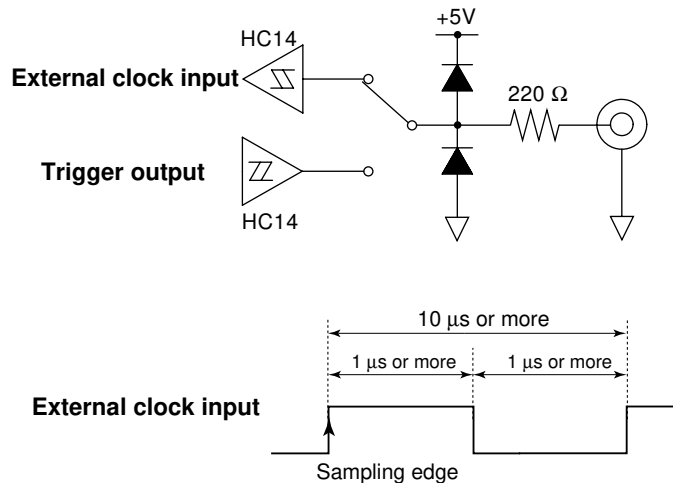 +5V
HC14
External clock input
220 Ω
Trigger output
HC14
10 μs or more
1 μs or more
1 μs or more
External clock input
Sampling edge